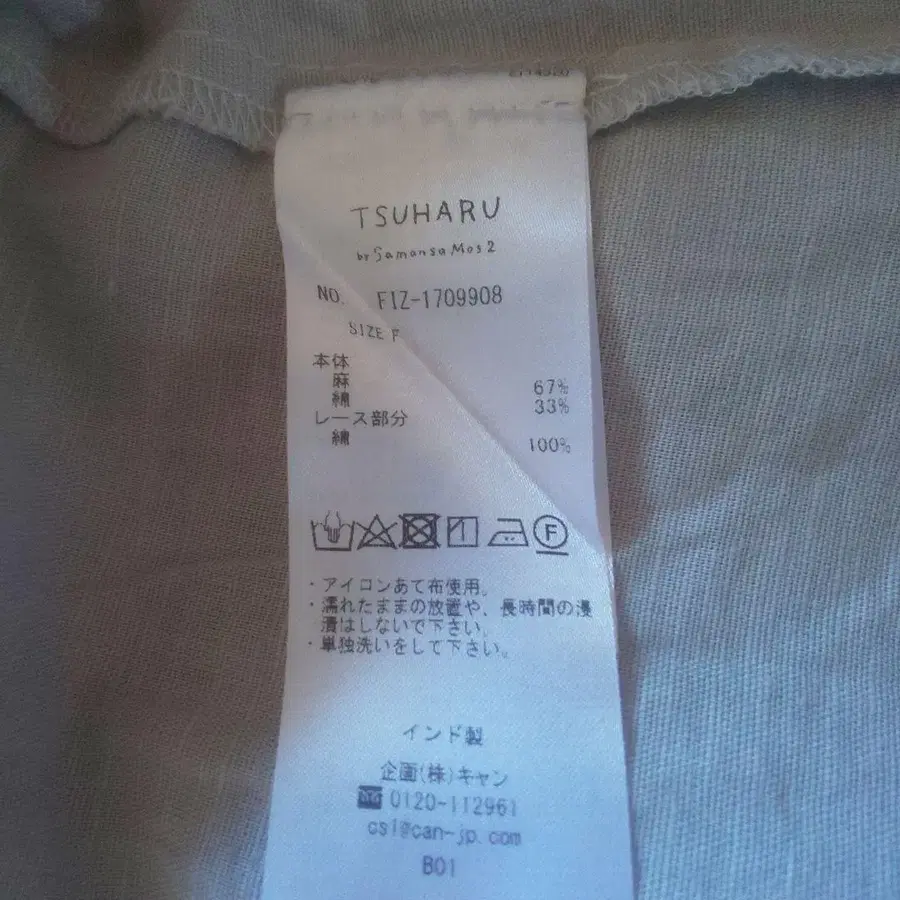 TSUHARU
by Samansa Mos2
NO. FIZ-1709908
SIZE F
本体
麻 67%
綿 33%
レース部分
綿 100%
F
・アイロンあて布使用。
・濡れたままの放置や、長時間の浸
漬はしないで下さい。
・単独洗いをして下さい。
インド製
企画(株)キャン
0120-112961
csl@can-jp.com
B01